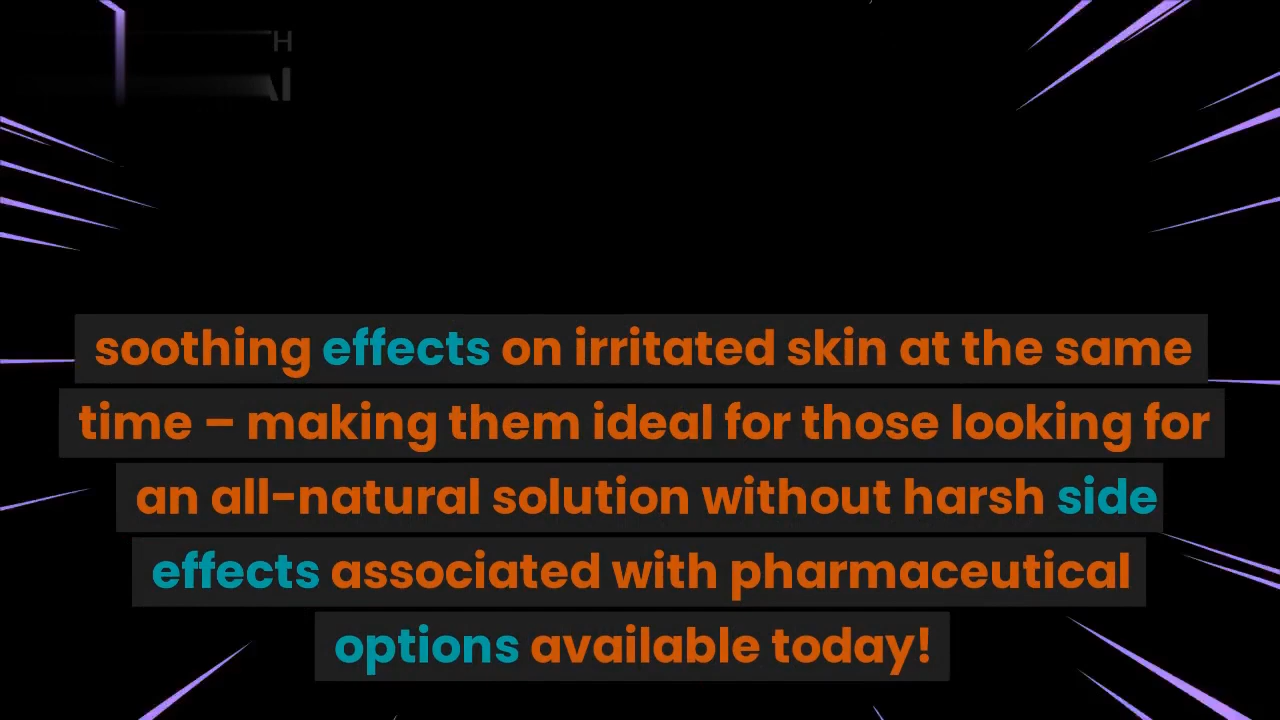 soothing effects on irritated skin at the same
time – making them ideal for those looking for
an all-natural solution without harsh side
effects associated with pharmaceutical
options available today!